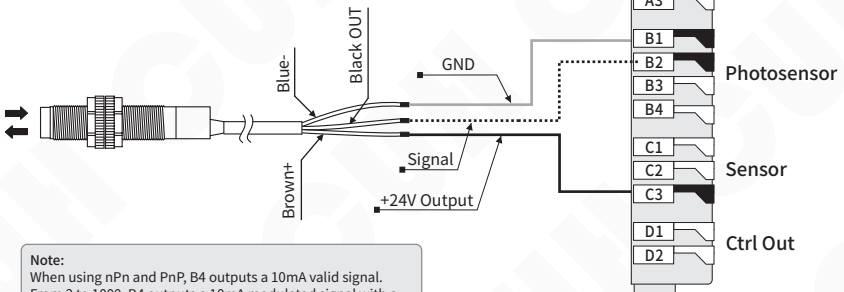 A3
Blue-
Black OUT
B1
GND
B2
Photosensor
B3
B4
C1
Signal
C2
Sensor
C3
Brown+
+24V Output
D1
Ctrl Out
D2
Note:
When using nPn and PnP, B4 outputs a 10mA valid signal.